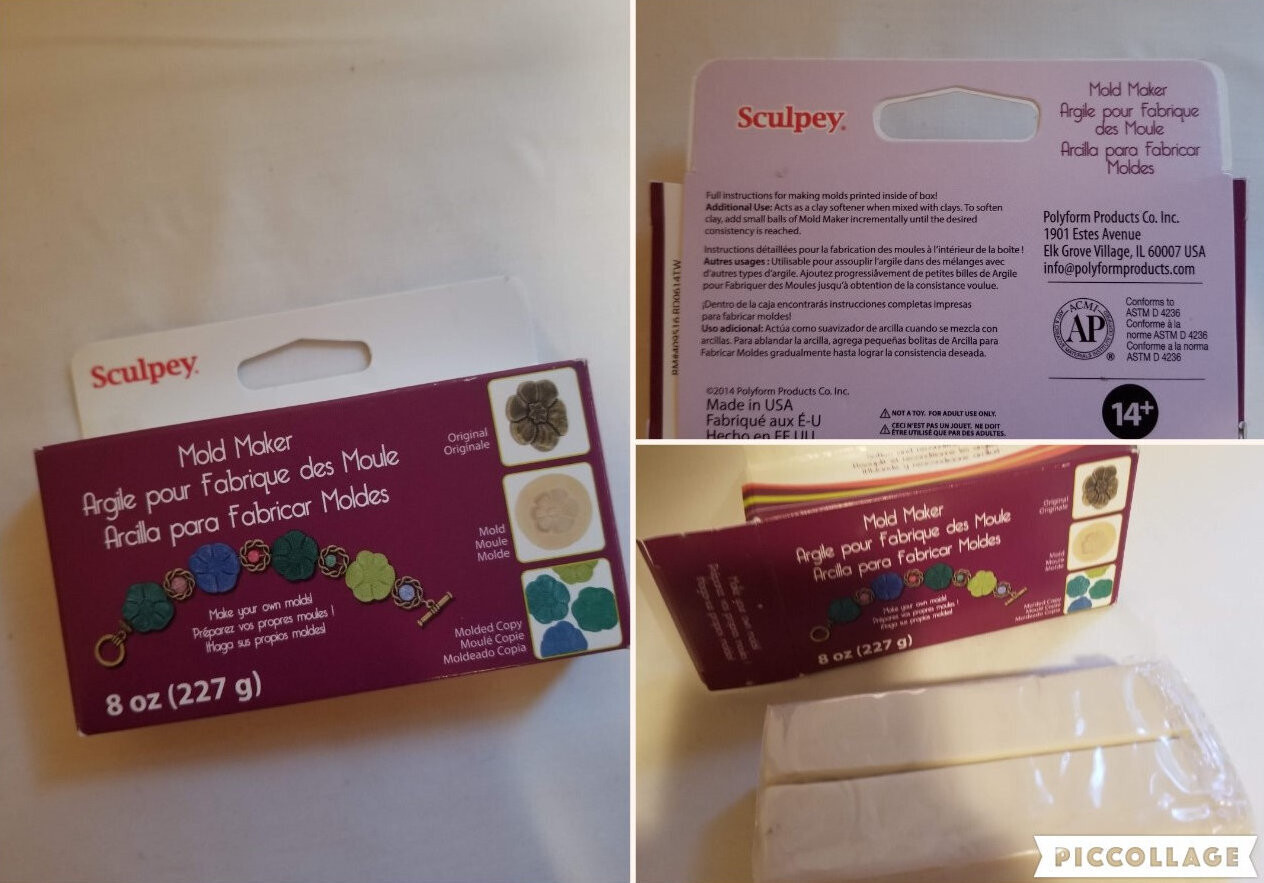 Sculpey®
Mold Maker
Argile pour Fabrique des Moule
Arcilla para Fabricar Moldes
Make your own molds!
Préparez vos propres moules !
¡Haga sus propios moldes!
8 oz (227 g)
Original
Originale
Mold
Moule
Molde
Molded Copy
Moulé Copie
Moldeado Copia
Sculpey®
Mold Maker
Argile pour Fabrique
des Moule
Arcilla para Fabricar
Moldes
Full instructions for making molds printed inside of box!
Additional Use: Acts as a clay softener when mixed with clays. To soften
clay, add small balls of Mold Maker incrementally until the desired
consistency is reached.
Instructions détaillées pour la fabrication des moules à l'intérieure de la boîte !
Autres usages : Utilisable pour assouplir l'argile dans des mélanges avec
d'autres types d'argile. Ajoutez progressivement de petites billes de Argile
pour Fabriquer des Moules jusqu'à obtention de la consistance voulue.
¡Dentro de la caja encontrarás instrucciones completas impresas
para fabricar moldes!
Uso adicional: Actúa como suavizador de arcilla cuando se mezcla con
arcillas. Para ablandar la arcilla, agrega pequeñas bolitas de Arcilla para
Fabricar Moldes gradualmente hasta lograr la consistencia deseada.
©2014 Polyform Products Co. Inc.
Made in USA
Fabriqué aux É-U
Hecho en EE.UU.
NOT A TOY. FOR ADULT USE ONLY.
CECI N'EST PAS UN JOUET. NE DOIT
ÊTRE UTILISÉ QUE PAR DES ADULTES.
Polyform Products Co. Inc.
1901 Estes Avenue
Elk Grove Village, IL 60007 USA
info@polyformproducts.com
ACMI
AP
®
Conforms to
ASTM D 4236
Conforme à la
norme ASTM D 4236
Conforme a la norma
ASTM D 4236
14+
Mold Maker
Argile pour Fabrique des Moule
Arcilla para Fabricar Moldes
Make your own molds!
Préparez vos propres moules !
¡Haga sus propios moldes!
8 oz (227 g)
Original
Originale
Mold
Moule
Molde
Molded Copy
Moulé Copie
Moldeado Copia
PICCOLLAGE